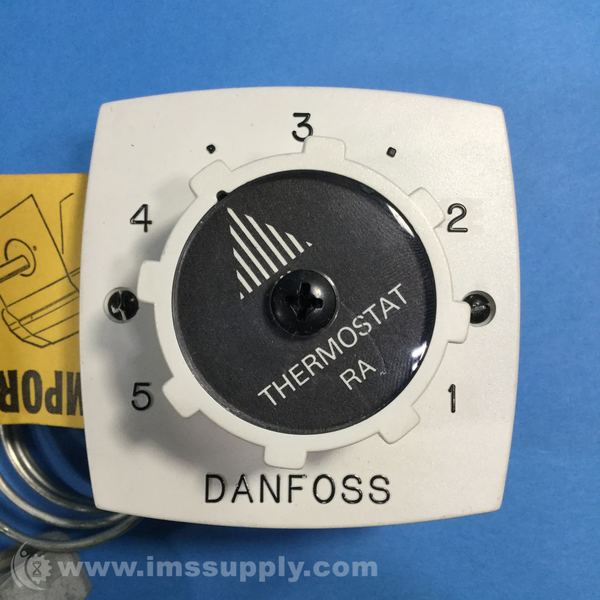 3
4
2
THERMOSTAT
RA
5
1
MPOR
DANFOSS
www.imssupply.com